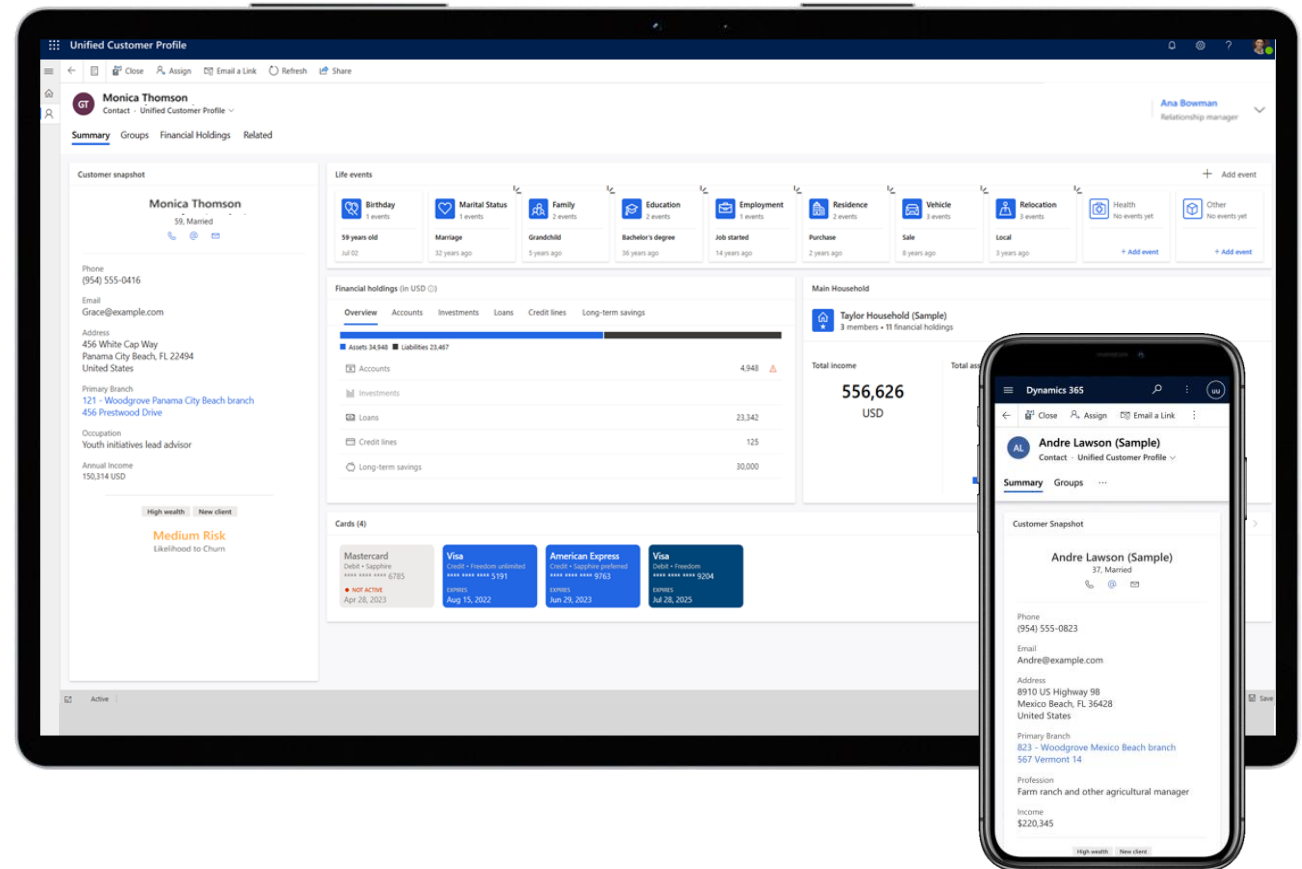 Unified Customer Profile
?
Close Assign Email a Link Refresh Share
GT
Monica Thomson
Contact · Unified Customer Profile
Ana Bowman
Relationship manager
Summary Groups Financial Holdings Related
Customer snapshot
Monica Thomson
59, Married
Phone
(954) 555-0416
Email
Grace@example.com
Address
456 White Cap Way
Panama City Beach, FL 22494
United States
Primary Branch
121 - Woodgrove Panama City Beach branch
456 Prestwood Drive
Occupation
Youth initiatives lead advisor
Annual Income
150,314 USD
High wealth New client
Medium Risk
Likelihood to Churn
Life events
+ Add event
Birthday
1 events
59 years old
Jul 02
Marital Status
1 events
Marriage
32 years ago
Family
2 events
Grandchild
5 years ago
Education
2 events
Bachelor's degree
36 years ago
Employment
1 events
Job started
14 years ago
Residence
2 events
Purchase
2 years ago
Vehicle
3 events
Sale
8 years ago
Relocation
3 events
Local
3 years ago
Health
No events yet
+ Add event
Other
No events yet
+ Add event
Financial holdings (in USD)
Overview Accounts Investments Loans Credit lines Long-term savings
Assets 34,948 Liabilities 23,467
Accounts 4,948
Investments
Loans 23,342
Credit lines 125
Long-term savings 30,000
Main Household
Taylor Household (Sample)
3 members • 11 financial holdings
Total income
556,626
USD
Total ass
Cards (4)
Mastercard
Debit • Sapphire
**** **** **** 6785
NOT ACTIVE
Apr 28, 2023
Visa
Credit • Freedom unlimited
**** **** **** 5191
EXPIRES
Aug 15, 2022
American Express
Credit • Sapphire preferred
**** **** **** 9763
EXPIRES
Jun 29, 2023
Visa
Debit • Freedom
**** **** **** 9204
EXPIRES
Jul 28, 2025
Active
Save
Dynamics 365
UU
Close Assign Email a Link
AL
Andre Lawson (Sample)
Contact · Unified Customer Profile
Summary Groups ...
Customer Snapshot
Andre Lawson (Sample)
37, Married
Phone
(954) 555-0823
Email
Andre@example.com
Address
8910 US Highway 98
Mexico Beach, FL 36428
United States
Primary Branch
823 - Woodgrove Mexico Beach branch
567 Vermont 14
Profession
Farm ranch and other agricultural manager
Income
$220,345
High wealth New client